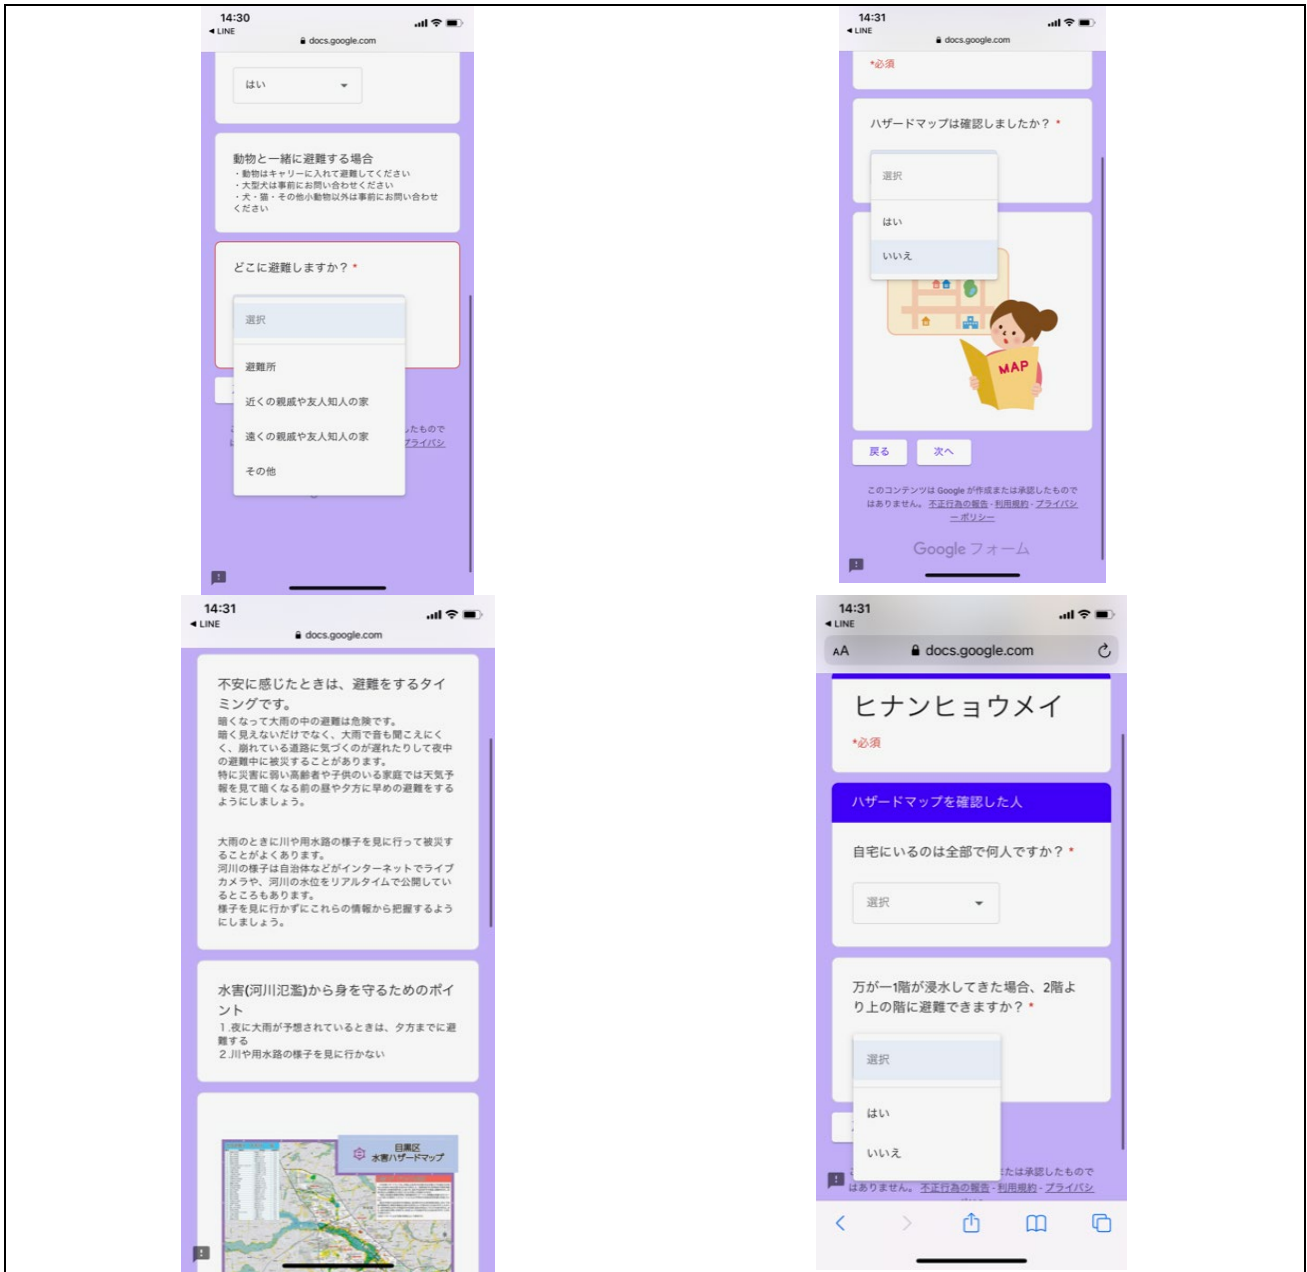 14:30
◀ LINE
docs.google.com
はい
動物と一緒に避難する場合
・動物はキャリーに入れて避難してください
・大型犬は事前にお問い合わせください
・犬・猫・その他小動物以外は事前にお問い合わせ
ください
どこに避難しますか？ *
選択
避難所
近くの親戚や友人知人の家
遠くの親戚や友人知人の家
その他
したもので
プライバシ
14:31
◀ LINE
docs.google.com
*必須
ハザードマップは確認しましたか？ *
選択
はい
いいえ
MAP
戻る
次へ
このコンテンツは Google が作成または承認したもので
はありません。 不正行為の報告 - 利用規約 - プライバシ
ー ポリシー
Google フォーム
14:31
◀ LINE
docs.google.com
不安に感じたときは、避難をするタイ
ミングです。
暗くなって大雨の中の避難は危険です。
暗く見えないだけでなく、大雨で音も聞こえにく
く、崩れている道路に気づくのが遅れたりして夜中
の避難中に被災することがあります。
特に災害に弱い高齢者や子供のいる家庭では天気予
報を見て暗くなる前の昼や夕方に早めの避難をする
ようにしましょう。
大雨のときに川や用水路の様子を見に行って被災す
ることがよくあります。
河川の様子は自治体などがインターネットでライブ
カメラや、河川の水位をリアルタイムで公開してい
るところもあります。
様子を見に行かずにこれらの情報から把握するよう
にしましょう。
水害(河川氾濫)から身を守るためのポイ
ント
1.夜に大雨が予想されているときは、夕方までに避
難する
2.川や用水路の様子を見に行かない
目黒区
水害ハザードマップ
14:31
◀ LINE
AA
docs.google.com
ヒナンヒョウメイ
*必須
ハザードマップを確認した人
自宅にいるのは全部で何人ですか？ *
選択
万が一1階が浸水してきた場合、2階よ
り上の階に避難できますか？ *
選択
はい
いいえ
たは承認したもので
はありません。 不正行為の報告 - 利用規約 - プライバシ